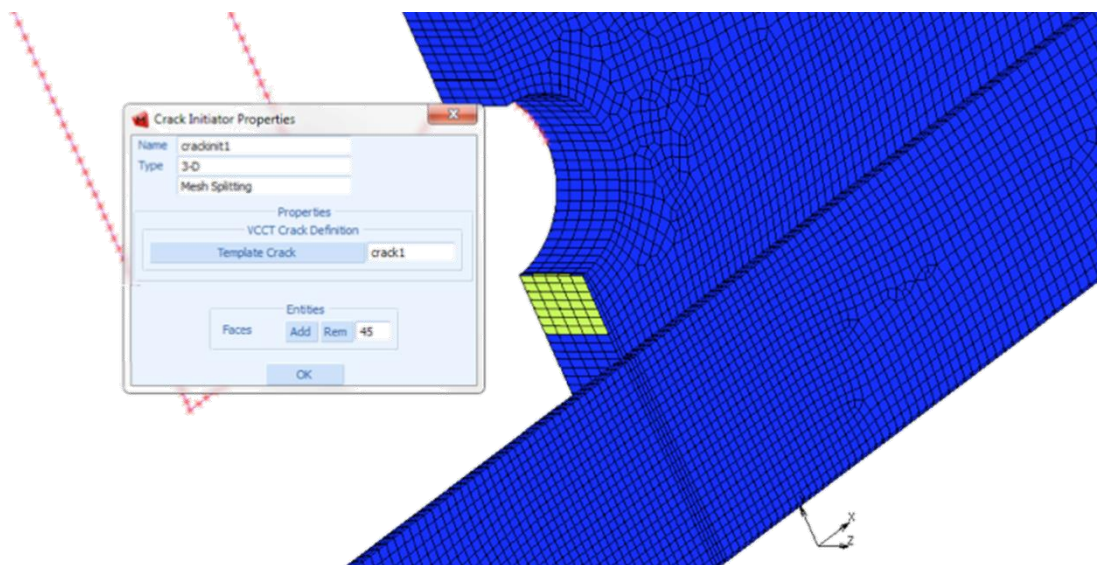 Crack Initiator Properties
Name crackinit1
Type 3-D
Mesh Splitting
Properties
VCCT Crack Definition
Template Crack crack1
Entities
Faces Add Rem 45
OK
X
Z